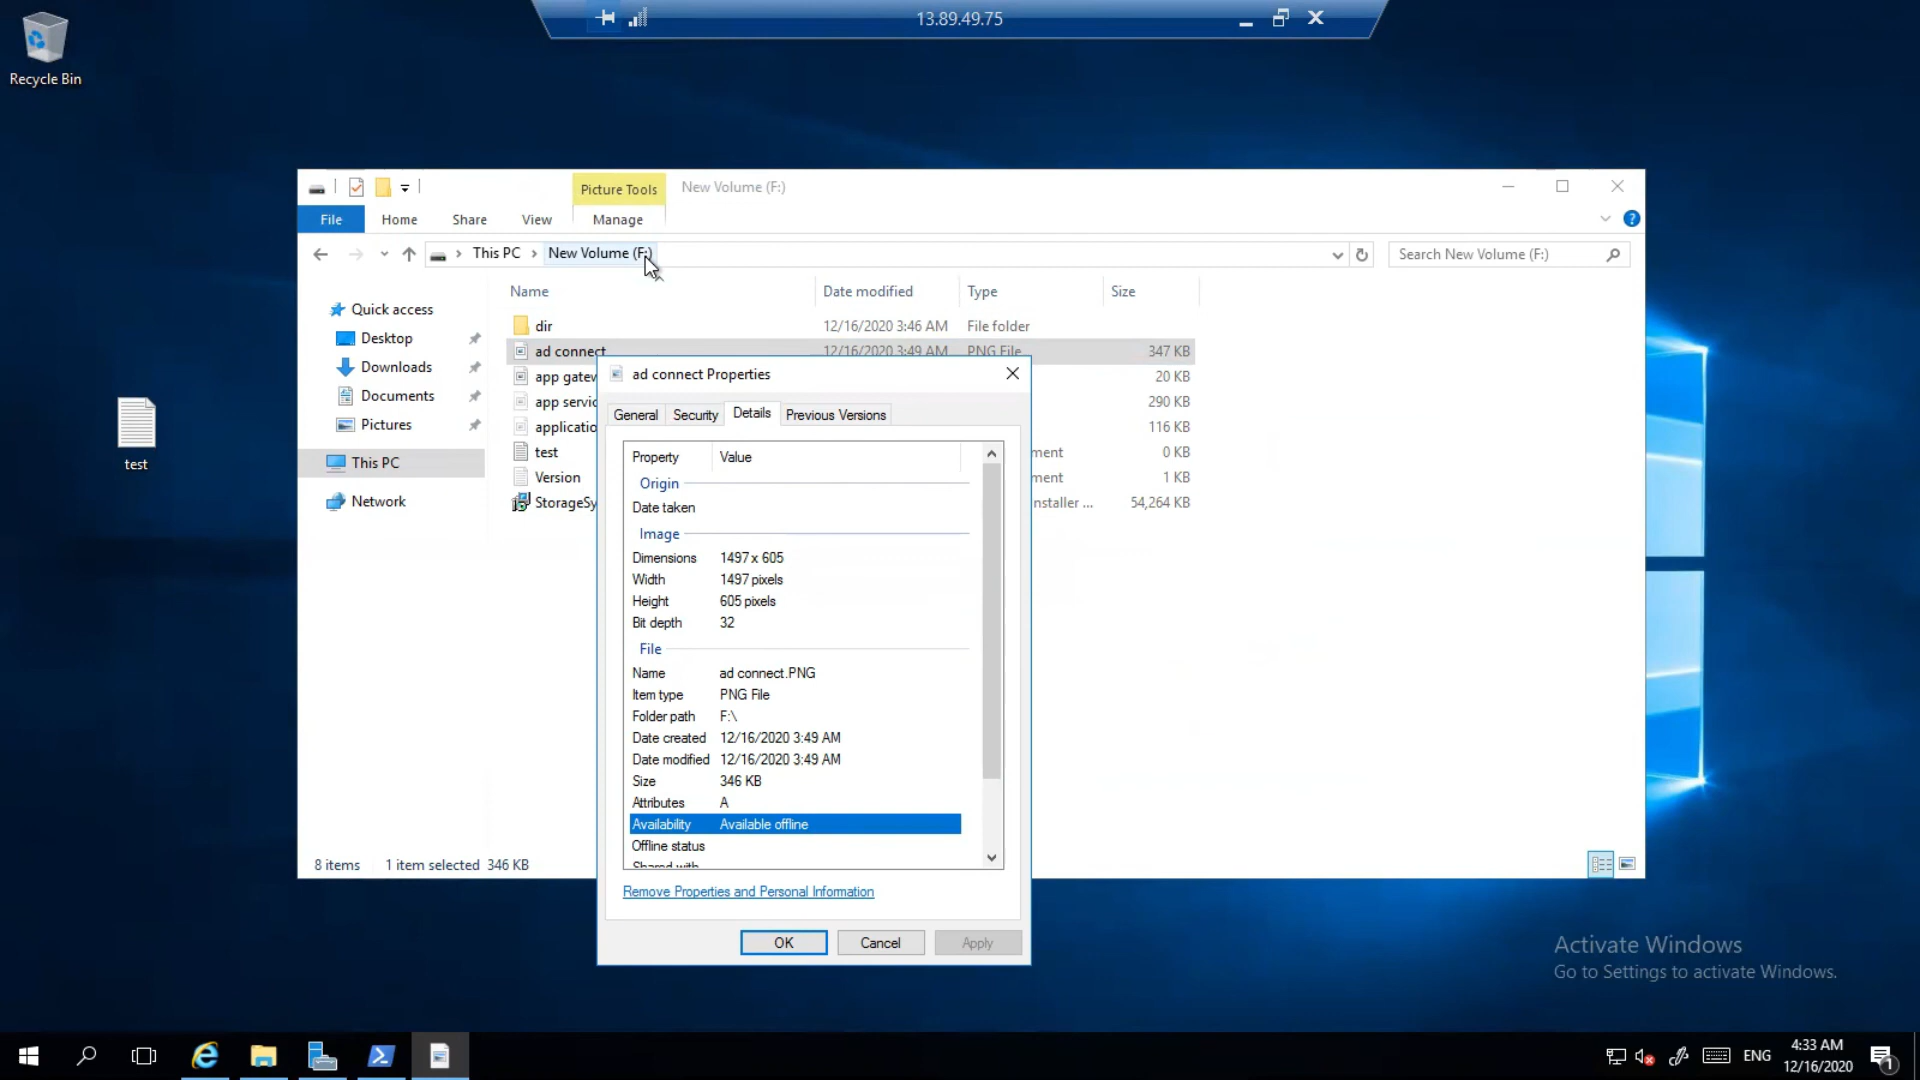 13.89.49.75
Recycle Bin
Picture Tools
New Volume (F:)
File
Home
Share
View
Manage
This PC
New Volume (F:)
Search New Volume (F:)
Name
Date modified
Type
Size
Quick access
Desktop
Downloads
Documents
Pictures
This PC
Network
dir 12/16/2020 3:46 AM File folder
ad connect 12/16/2020 3:49 AM PNG File 347 KB
app gatew 20 KB
app servic 290 KB
applicatio 116 KB
test ment 0 KB
Version ment 1 KB
StorageSy nstaller ... 54,264 KB
test
ad connect Properties
General
Security
Details
Previous Versions
Property Value
Origin
Date taken
Image
Dimensions 1497 x 605
Width 1497 pixels
Height 605 pixels
Bit depth 32
File
Name ad connect.PNG
Item type PNG File
Folder path F:\
Date created 12/16/2020 3:49 AM
Date modified 12/16/2020 3:49 AM
Size 346 KB
Attributes A
Availability Available offline
Offline status
Shared with
Remove Properties and Personal Information
OK
Cancel
Apply
8 items 1 item selected 346 KB
Activate Windows
Go to Settings to activate Windows.
ENG
4:33 AM
12/16/2020
1